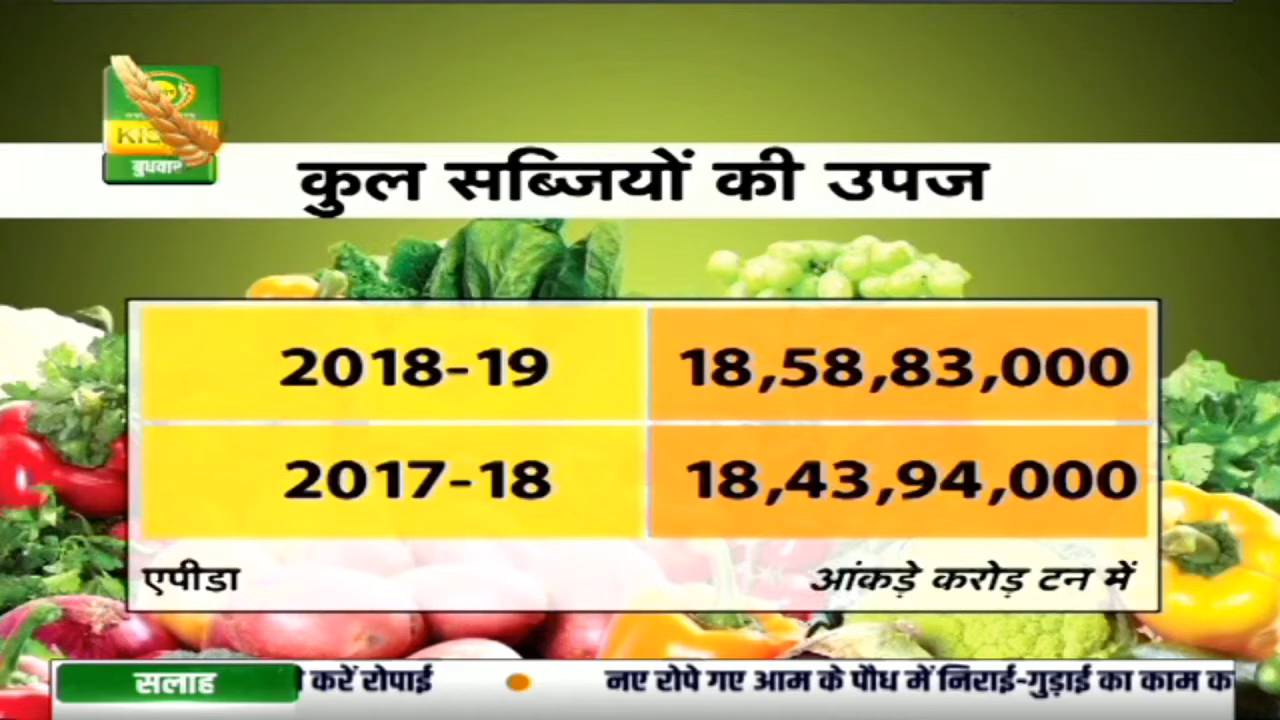 KIS
बुधवार
कुल सब्जियों की उपज
2018-19 18,58,83,000
2017-18 18,43,94,000
एपीडा आंकड़े करोड़ टन में
सलाह करें रोपाई नए रोपे गए आम के पौध में निराई-गुड़ाई का काम क